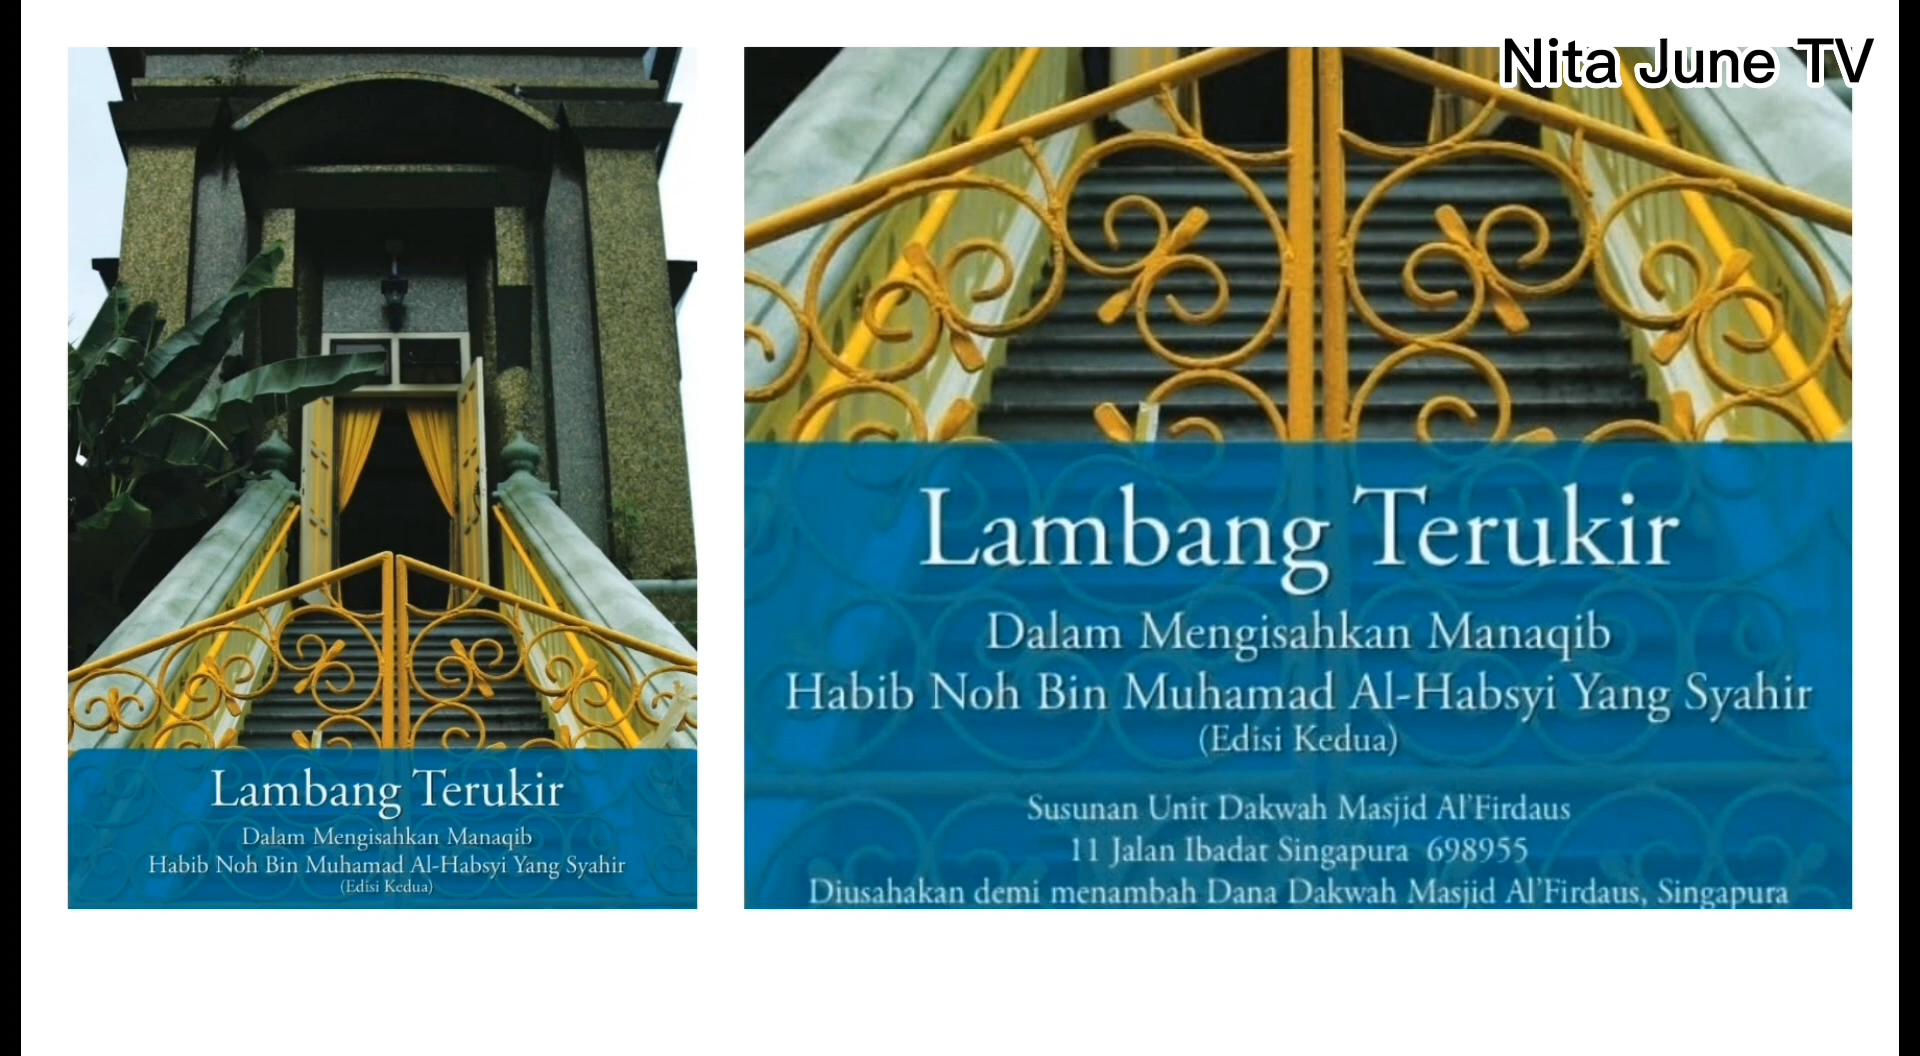 Nita June TV
Lambang Terukir
Dalam Mengisahkan Manaqib
Habib Noh Bin Muhamad Al-Habsyi Yang Syahir
(Edisi Kedua)
Lambang Terukir
Dalam Mengisahkan Manaqib
Habib Noh Bin Muhamad Al-Habsyi Yang Syahir
(Edisi Kedua)
Susunan Unit Dakwah Masjid Al'Firdaus
11 Jalan Ibadat Singapura 698955
Diusahakan demi menambah Dana Dakwah Masjid Al'Firdaus, Singapura